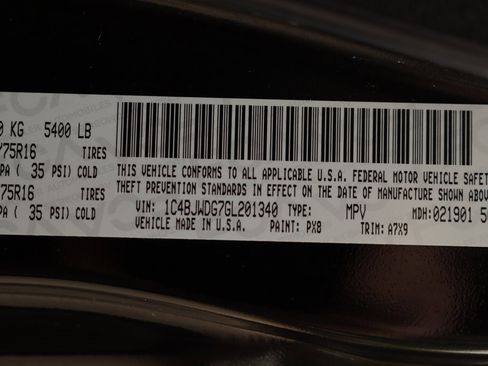 0 KG 5400 LB
/75R16 TIRES
PA ( 35 PSI) COLD
75R16 TIRES
PA ( 35 PSI) COLD
THIS VEHICLE CONFORMS TO ALL APPLICABLE U.S.A. FEDERAL MOTOR VEHICLE SAFET
THEFT PREVENTION STANDARDS IN EFFECT ON THE DATE OF MANUFACTURE SHOWN ABOVE
VIN: 1C4BJWDG7GL201340 TYPE: MPV MDH: 021901 5
VEHICLE MADE IN U.S.A. PAINT: PX8 TRIM: A7X9